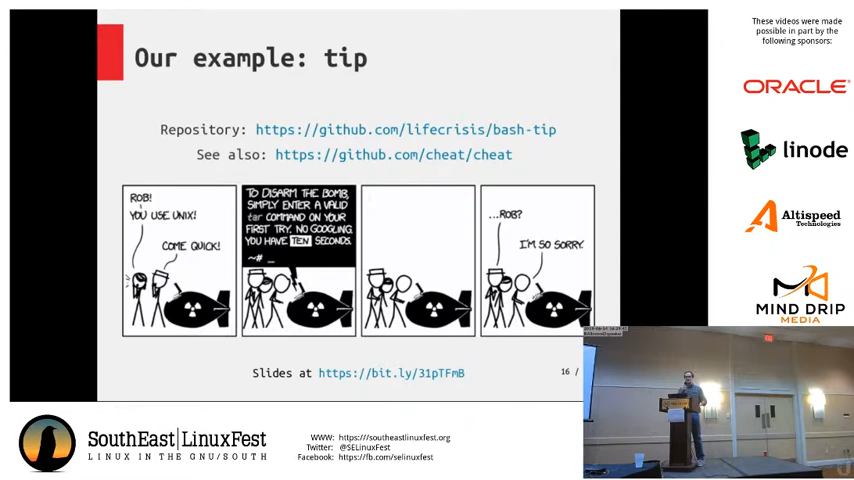 Our example: tip
Repository: https://github.com/lifecrisis/bash-tip
See also: https://github.com/cheat/cheat
ROB!
YOU USE UNIX!
COME QUICK!
TO DISARM THE BOMB,
SIMPLY ENTER A VALID
tar COMMAND ON YOUR
FIRST TRY. NO GOOGLING.
YOU HAVE TEN SECONDS.
~# _
...ROB?
I'M SO SORRY.
Slides at https://bit.ly/31pTFmB
16 /
These videos were made
possible in part by the
following sponsors:
ORACLE
linode
Altispeed
Technologies
MIND DRIP
MEDIA
SouthEast|LinuxFest
LINUX IN THE GNU/SOUTH
WWW: https:///southeastlinuxfest.org
Twitter: @SELinuxFest
Facebook: https://fb.com/selinuxfest